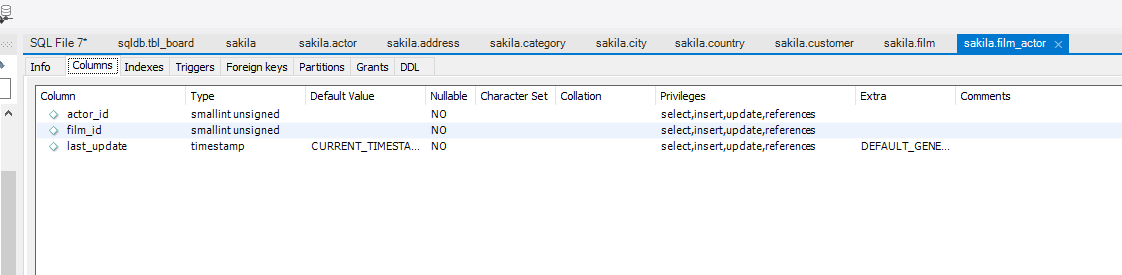 SQL File 7* sqldb.tbl_board sakila sakila.actor sakila.address sakila.category sakila.city sakila.country sakila.customer sakila.film sakila.film_actor
Info Columns Indexes Triggers Foreign keys Partitions Grants DDL
Column Type Default Value Nullable Character Set Collation Privileges Extra Comments
actor_id smallint unsigned NO select,insert,update,references
film_id smallint unsigned NO select,insert,update,references
last_update timestamp CURRENT_TIMESTA... NO select,insert,update,references DEFAULT_GENE...